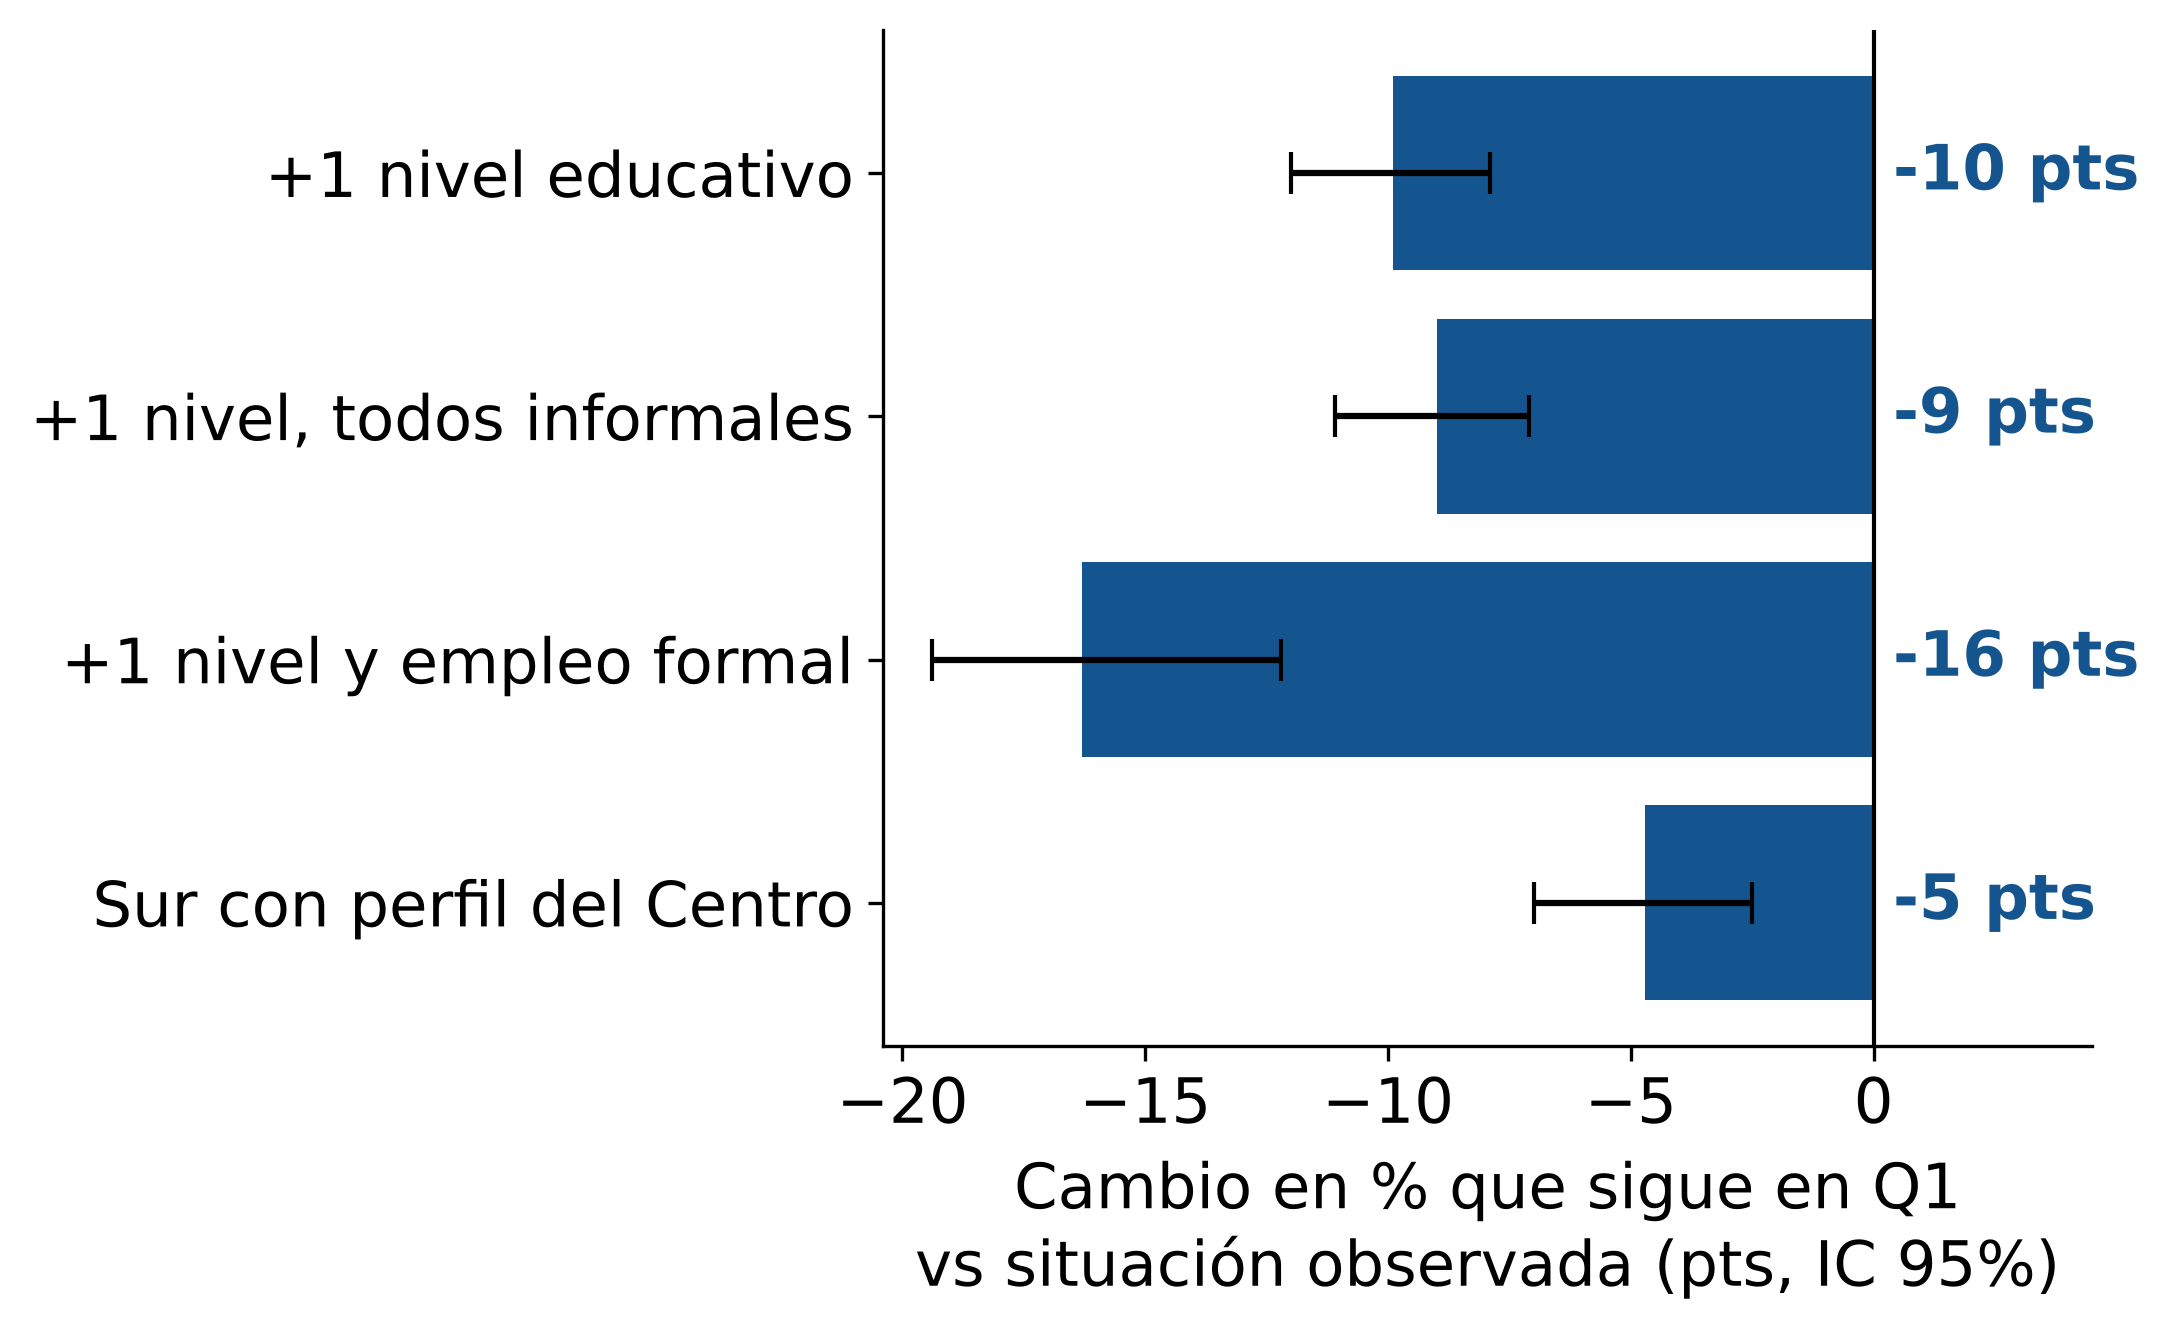 +1 nivel educativo
-10 pts
+1 nivel, todos informales
-9 pts
+1 nivel y empleo formal
-16 pts
Sur con perfil del Centro
-5 pts
−20 −15 −10 −5 0
Cambio en % que sigue en Q1
vs situación observada (pts, IC 95%)